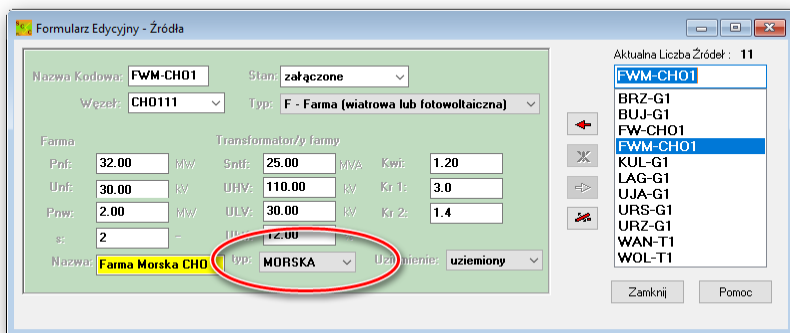 Formularz Edycyjny - Źródła
Aktualna Liczba Źródeł : 11
Nazwa Kodowa: FWM-CHO1 Stan: załączone
Węzeł: CHO111 Typ: F - Farma (wiatrowa lub fotowoltaiczna)
Farma Transformator/y farmy
Pnf: 32.00 MW Sntf: 25.00 MVA Kwi: 1.20
Unf: 30.00 kV UHV: 110.00 kV Kr 1: 3.0
Pnw: 2.00 MW ULV: 30.00 kV Kr 2: 1.4
s: 2 - 12.00
Nazwa: Farma Morska CHO typ: MORSKA Uziemienie: uziemiony
FWM-CHO1
BRZ-G1
BUJ-G1
FW-CHO1
FWM-CHO1
KUL-G1
LAG-G1
UJA-G1
URS-G1
URZ-G1
WAN-T1
WOL-T1
Zamknij Pomoc